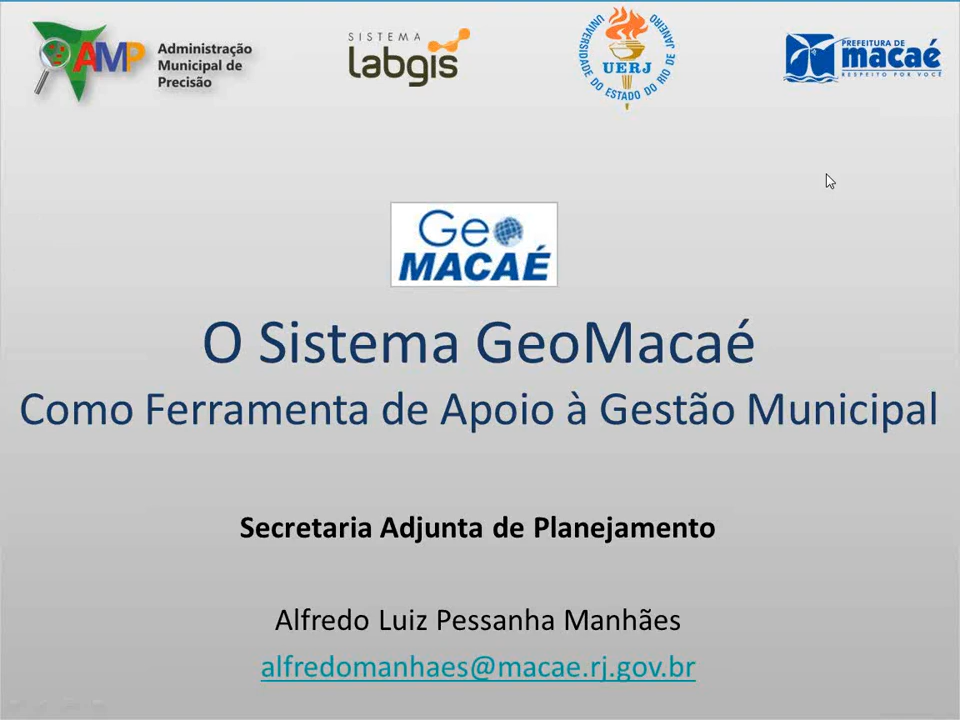 AMP
Administração
Municipal de
Precisão
SISTEMA
labgis
UNIVERSIDADE DO ESTADO DO RIO DE JANEIRO
UERJ
PREFEITURA DE
macaé
RESPEITO POR VOCÊ
Geo
MACAÉ
O Sistema GeoMacaé
Como Ferramenta de Apoio à Gestão Municipal
Secretaria Adjunta de Planejamento
Alfredo Luiz Pessanha Manhães
alfredomanhaes@macae.rj.gov.br